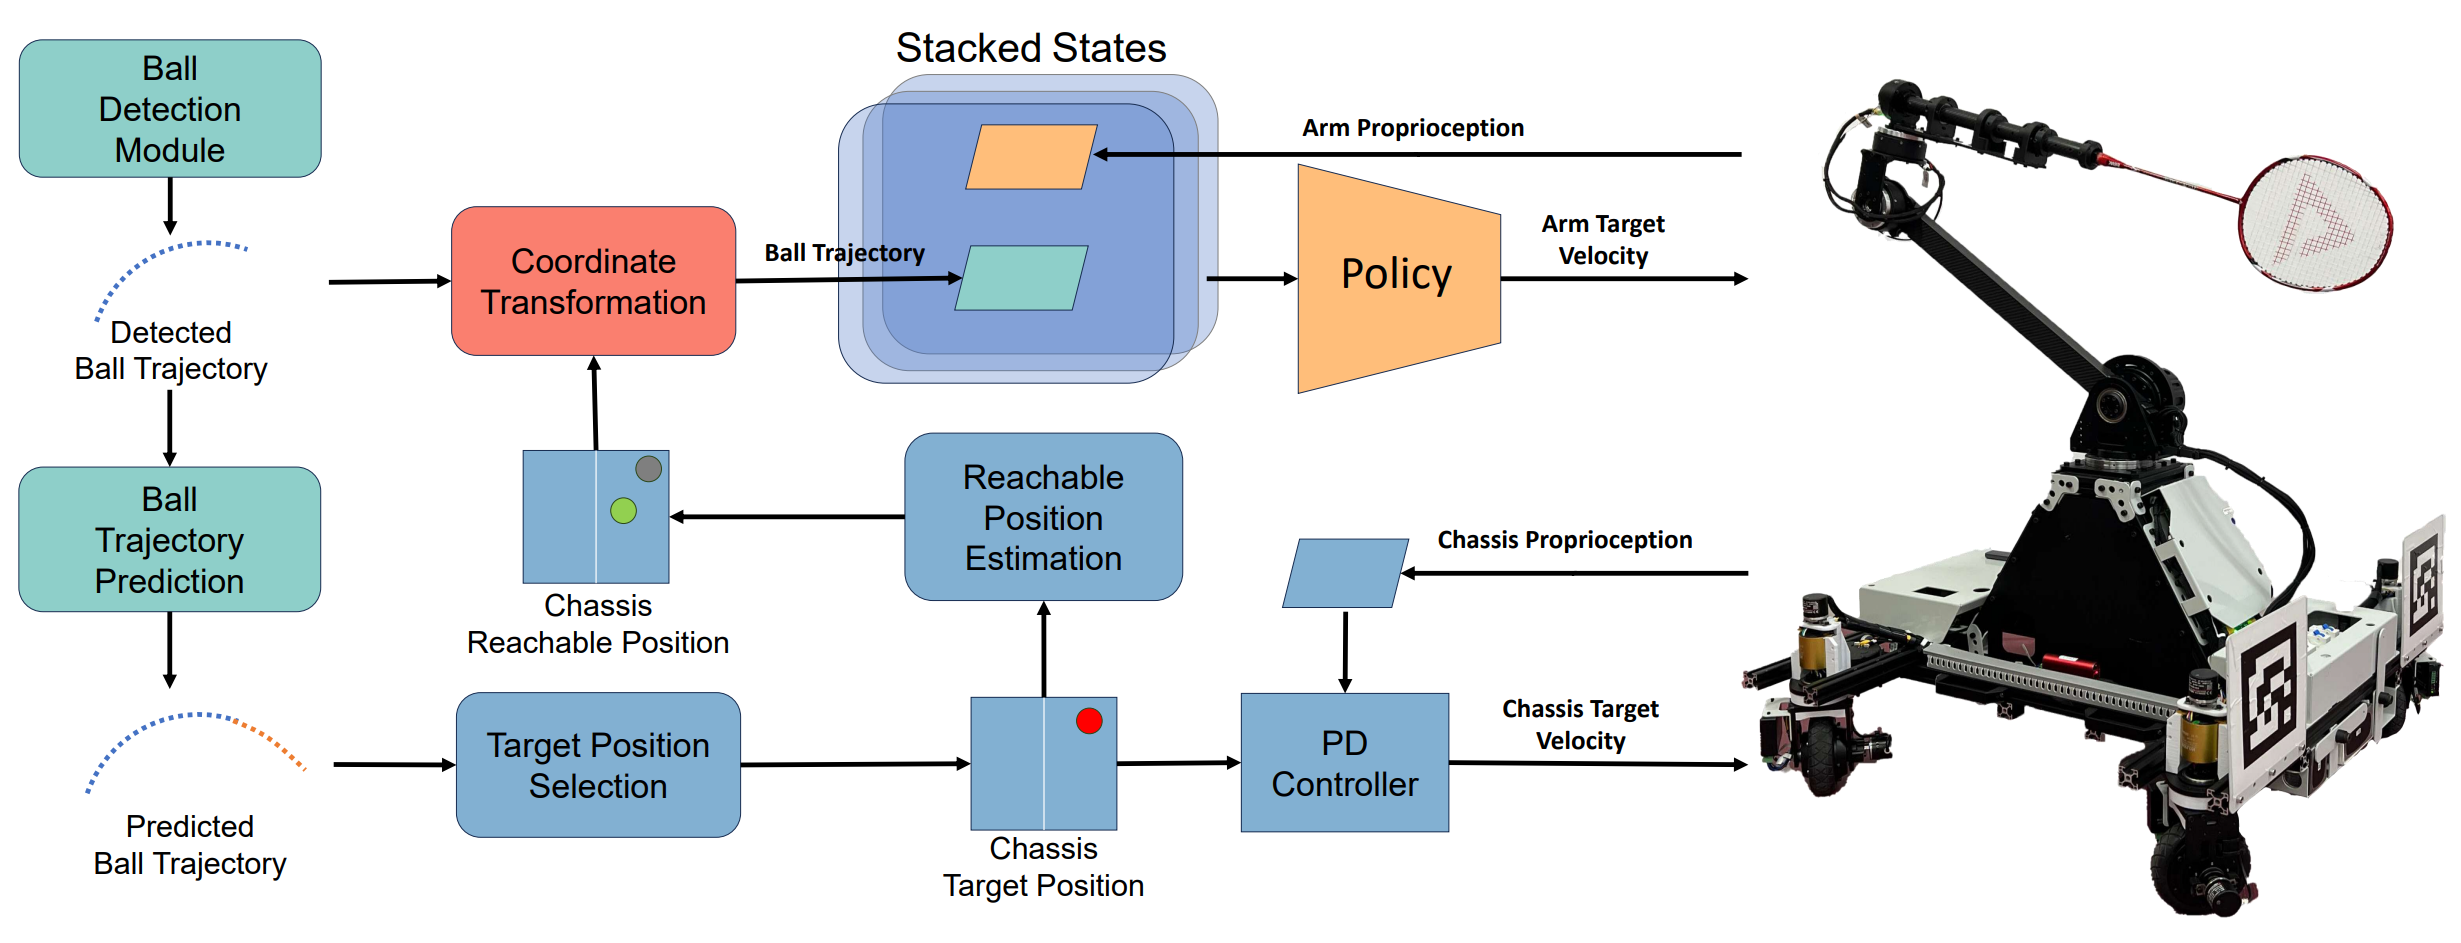 Stacked States
Ball
Detection
Module
Arm Proprioception
Arm Target
Velocity
Coordinate
Transformation
Ball Trajectory
Policy
Detected
Ball Trajectory
Ball
Trajectory
Prediction
Reachable
Position
Estimation
Chassis Proprioception
Chassis
Reachable Position
Target Position
Selection
PD
Controller
Chassis Target
Velocity
Predicted
Ball Trajectory
Chassis
Target Position